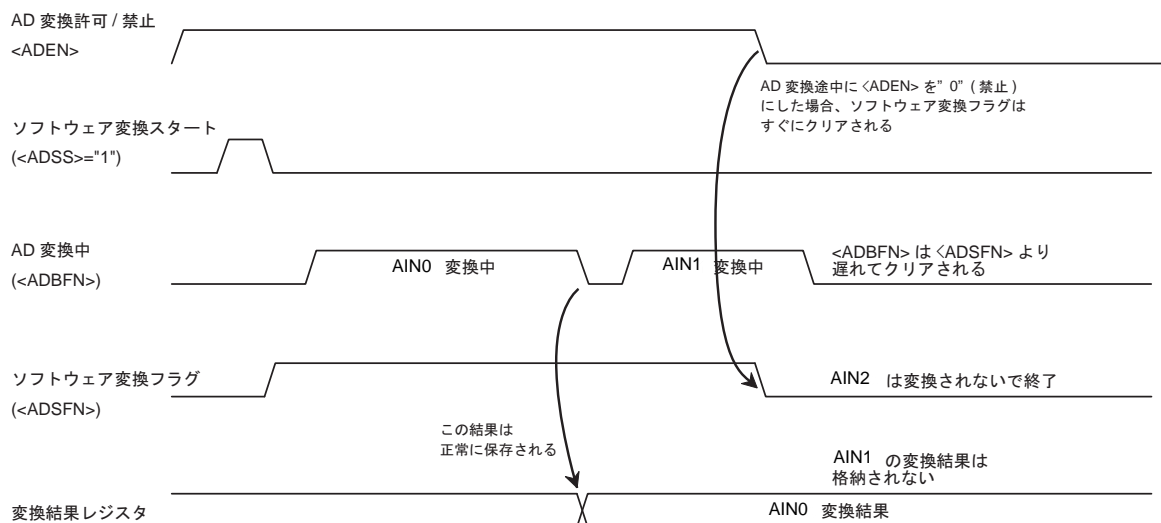 AD 変換許可 / 禁止
<ADEN>
AD 変換途中に <ADEN> を" 0" ( 禁止 )
にした場合、ソフトウェア変換フラグは
すぐにクリアされる
ソフトウェア変換スタート
(<ADSS>="1")
AD 変換中
(<ADBFN>)
AIN0 変換中
AIN1 変換中
<ADBFN> は <ADSFN> より
遅れてクリアされる
ソフトウェア変換フラグ
(<ADSFN>)
AIN2 は変換されないで終了
この結果は
正常に保存される
AIN1 の変換結果は
格納されない
変換結果レジスタ
AIN0 変換結果